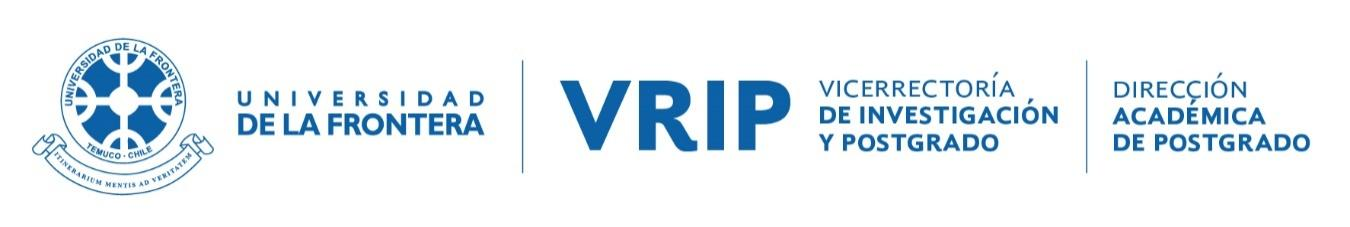 UNIVERSIDAD DE LA FRONTERA
TEMUCO - CHILE
ITINERARIUM MENTIS AD VERITATEM
UNIVERSIDAD
DE LA FRONTERA
VRIP
VICERRECTORÍA
DE INVESTIGACIÓN
Y POSTGRADO
DIRECCIÓN
ACADÉMICA
DE POSTGRADO